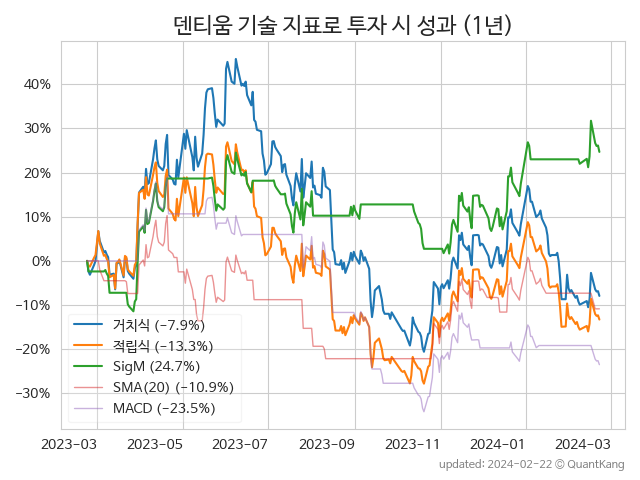 덴티움 기술 지표로 투자 시 성과 (1년)
40%
30%
20%
10%
0%
−10%
−20%
−30%
거치식 (−7.9%)
적립식 (−13.3%)
SigM (24.7%)
SMA(20) (−10.9%)
MACD (−23.5%)
2023−03 2023−05 2023−07 2023−09 2023−11 2024−01 2024−03
updated: 2024−02−22 ⓒ QuantKang